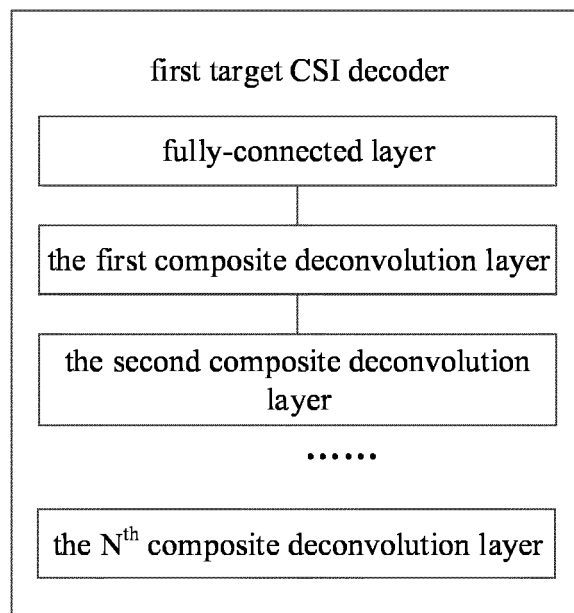 first target CSI decoder
fully-connected layer
the first composite deconvolution layer
the second composite deconvolution
layer
......
the Nth composite deconvolution layer